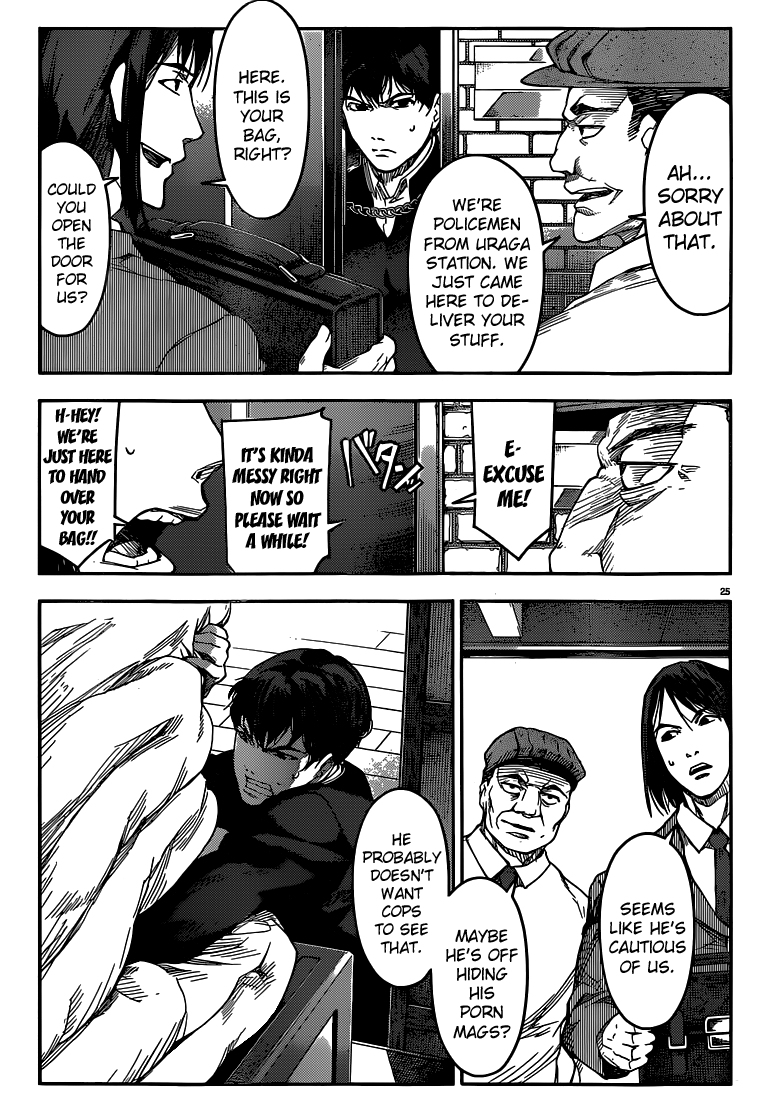 AH...
SORRY
ABOUT
THAT.
WE'RE
POLICEMEN
FROM URAGA
STATION. WE
JUST CAME
HERE TO DE-
LIVER YOUR
STUFF.
HERE.
THIS IS
YOUR
BAG,
RIGHT?
COULD
YOU
OPEN
THE
DOOR
FOR
US?
E-
EXCUSE
ME!
バタン
IT'S KINDA
MESSY RIGHT
NOW SO
PLEASE WAIT
A WHILE!
H-HEY!
WE'RE
JUST HERE
TO HAND
OVER
YOUR
BAG!!
25
SEEMS
LIKE HE'S
CAUTIOUS
OF US.
MAYBE
HE'S OFF
HIDING
HIS
PORN
MAGS?
HE
PROBABLY
DOESN'T
WANT
COPS
TO SEE
THAT.